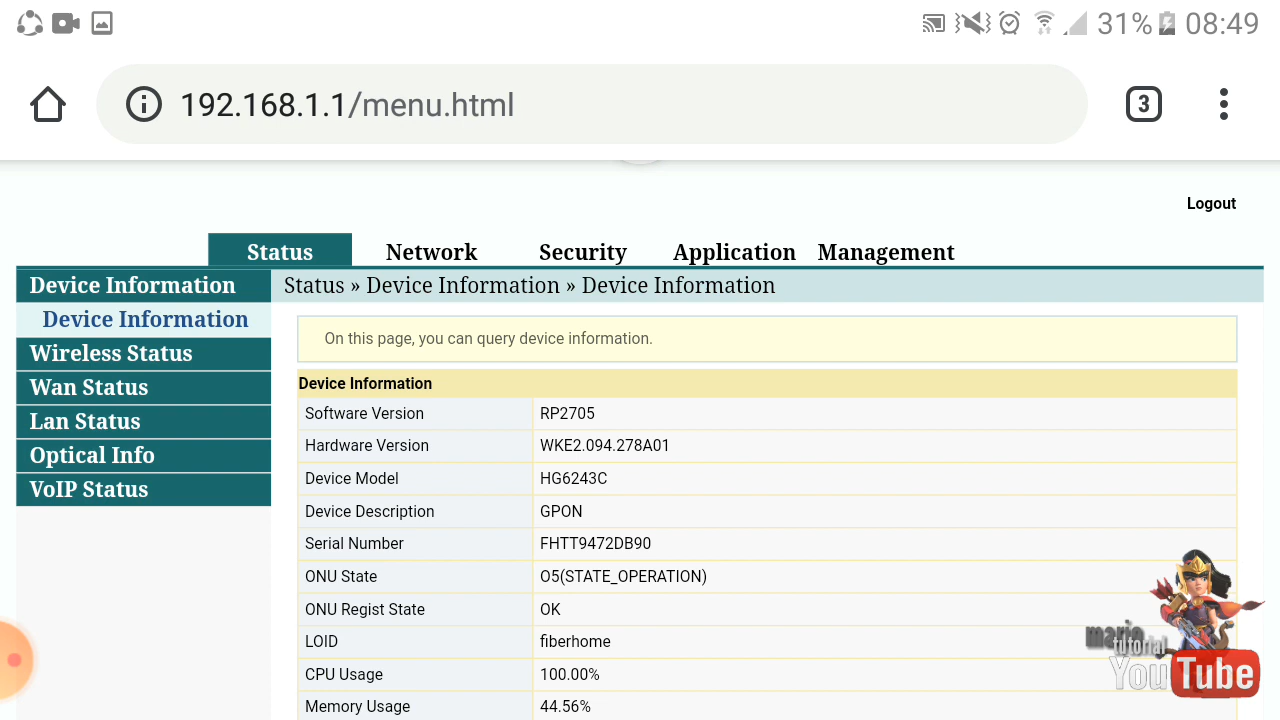 31% 08:49
192.168.1.1/menu.html
3
Logout
Status Network Security Application Management
Device Information
Status » Device Information » Device Information
Device Information
Wireless Status
Wan Status
Lan Status
Optical Info
VoIP Status
On this page, you can query device information.
Device Information
Software Version RP2705
Hardware Version WKE2.094.278A01
Device Model HG6243C
Device Description GPON
Serial Number FHTT9472DB90
ONU State O5(STATE_OPERATION)
ONU Regist State OK
LOID fiberhome
CPU Usage 100.00%
Memory Usage 44.56%
mario
tutorial
YouTube